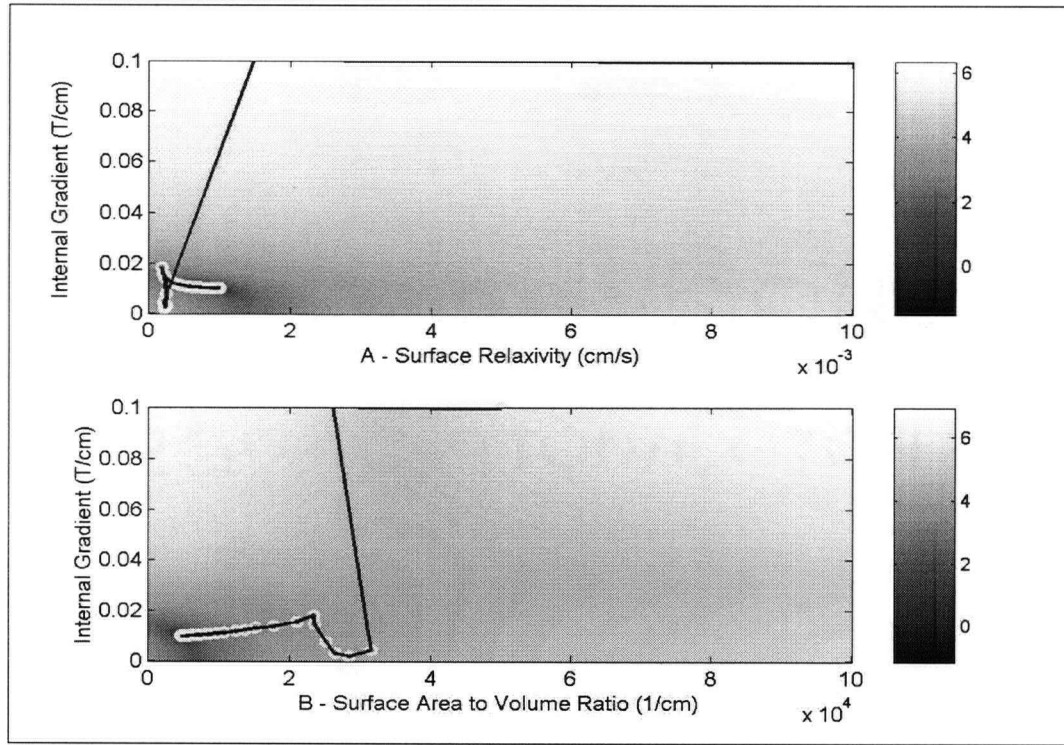 0.1
0.08
0.06
0.04
0.02
0
Internal Gradient (T/cm)
0 2 4 6 8 10
A - Surface Relaxivity (cm/s)
x 10-3
6
4
2
0
0.1
0.08
0.06
0.04
0.02
0
Internal Gradient (T/cm)
0 2 4 6 8 10
B - Surface Area to Volume Ratio (1/cm)
x 10 4
6
4
2
0